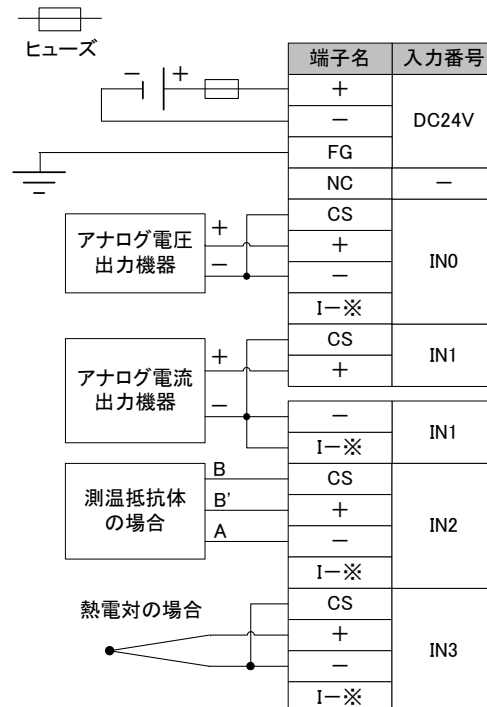 ヒューズ
端子名 入力番号
－ ＋
＋
－
DC24V
FG
NC －
アナログ電圧
出力機器
＋
－
CS
＋
－
I－※
IN0
アナログ電流
出力機器
＋
－
CS
＋
IN1
－
I－※
IN1
測温抵抗体
の場合
B
B'
A
CS
＋
－
I－※
IN2
熱電対の場合
CS
＋
－
I－※
IN3